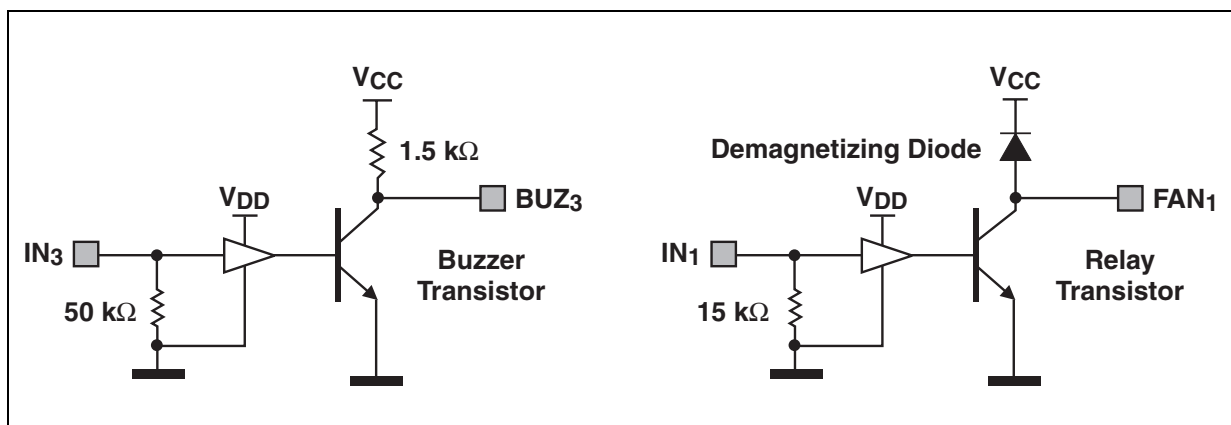 VCC
1.5 kΩ
VDD
BUZ3
IN3
Buzzer
Transistor
50 kΩ
VCC
Demagnetizing Diode
VDD
FAN1
IN1
Relay
Transistor
15 kΩ